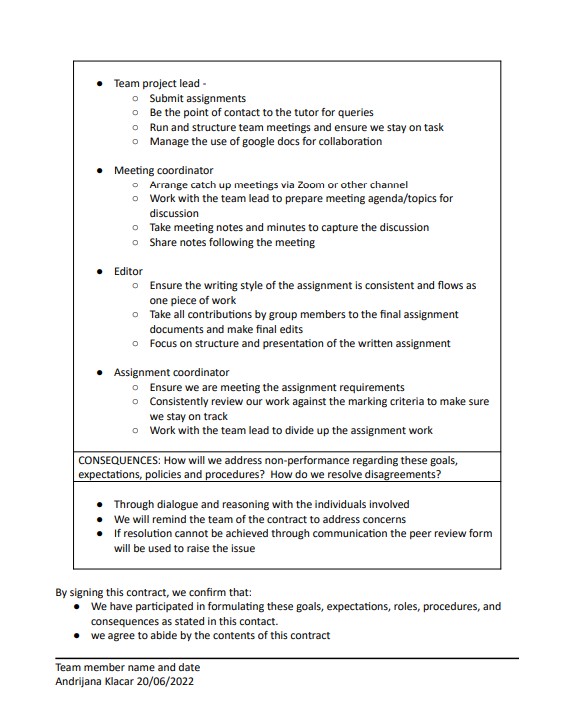 ● Team project lead -
○ Submit assignments
○ Be the point of contact to the tutor for queries
○ Run and structure team meetings and ensure we stay on task
○ Manage the use of google docs for collaboration
● Meeting coordinator
○ Arrange catch up meetings via Zoom or other channel
○ Work with the team lead to prepare meeting agenda/topics for
discussion
○ Take meeting notes and minutes to capture the discussion
○ Share notes following the meeting
● Editor
○ Ensure the writing style of the assignment is consistent and flows as
one piece of work
○ Take all contributions by group members to the final assignment
documents and make final edits
○ Focus on structure and presentation of the written assignment
● Assignment coordinator
○ Ensure we are meeting the assignment requirements
○ Consistently review our work against the marking criteria to make sure
we stay on track
○ Work with the team lead to divide up the assignment work
CONSEQUENCES: How will we address non-performance regarding these goals,
expectations, policies and procedures? How do we resolve disagreements?
● Through dialogue and reasoning with the individuals involved
● We will remind the team of the contract to address concerns
● If resolution cannot be achieved through communication the peer review form
will be used to raise the issue
By signing this contract, we confirm that:
● We have participated in formulating these goals, expectations, roles, procedures, and
consequences as stated in this contact.
● we agree to abide by the contents of this contract
Team member name and date
Andrijana Klacar 20/06/2022